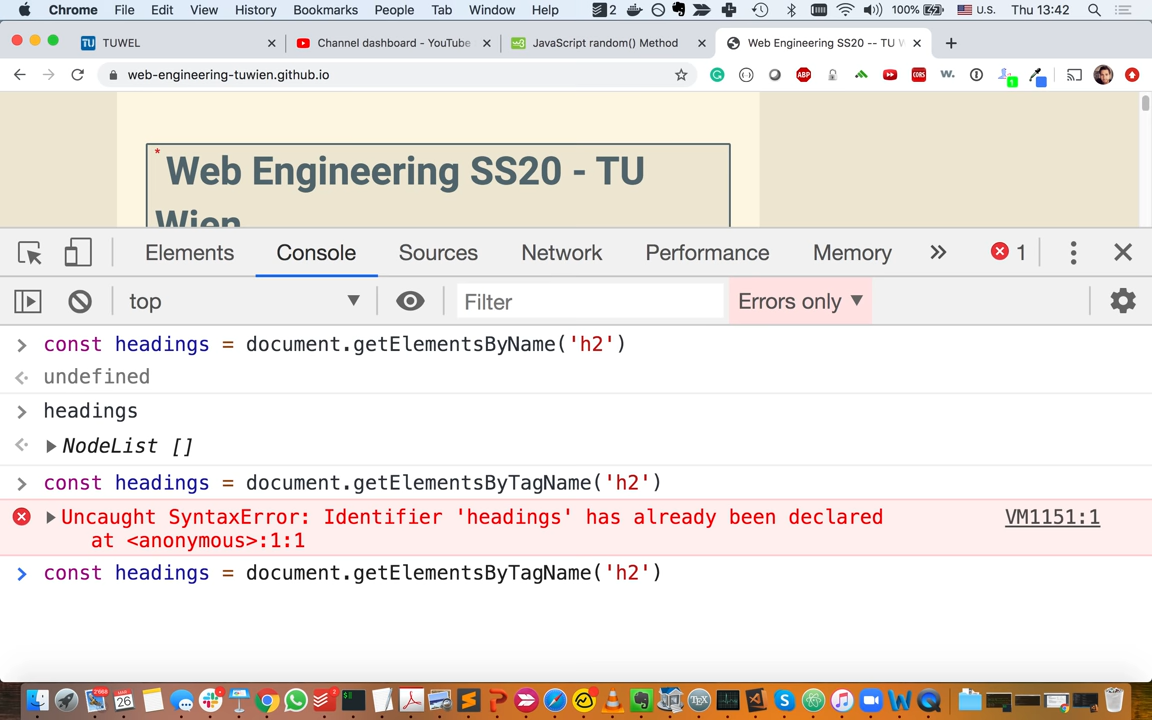 Chrome File Edit View History Bookmarks People Tab Window Help 2 100% U.S. Thu 13:42
TUWEL Channel dashboard - YouTube JavaScript random() Method Web Engineering SS20 -- TU W
web-engineering-tuwien.github.io ABP CORS w. 1
* Web Engineering SS20 - TU
Wien
Elements Console Sources Network Performance Memory » 1
top Filter Errors only
> const headings = document.getElementsByName('h2')
undefined
> headings
NodeList []
> const headings = document.getElementsByTagName('h2')
Uncaught SyntaxError: Identifier 'headings' has already been declared VM1151:1
at <anonymous>:1:1
> const headings = document.getElementsByTagName('h2')